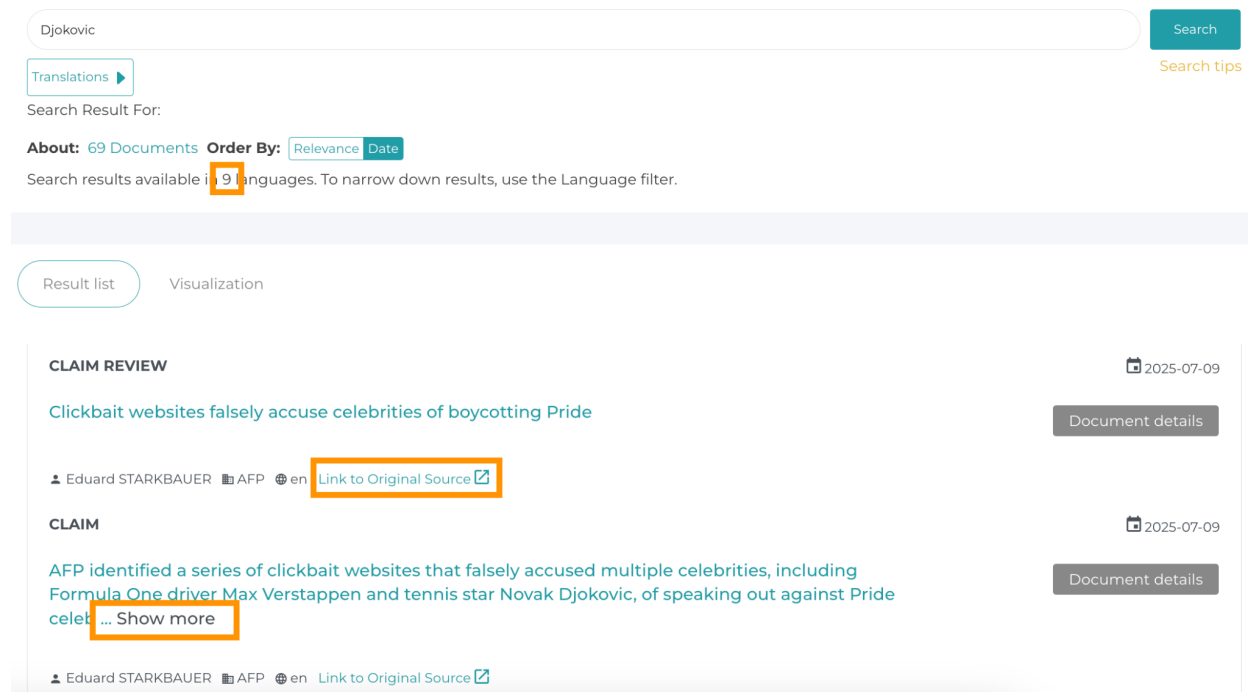 Djokovic
Search
Translations
Search tips
Search Result For:
About: 69 Documents Order By: Relevance Date
Search results available in 9 languages. To narrow down results, use the Language filter.
Result list Visualization
CLAIM REVIEW
2025-07-09
Clickbait websites falsely accuse celebrities of boycotting Pride
Document details
Eduard STARKBAUER AFP en Link to Original Source
CLAIM
2025-07-09
AFP identified a series of clickbait websites that falsely accused multiple celebrities, including
Formula One driver Max Verstappen and tennis star Novak Djokovic, of speaking out against Pride
celeb ... Show more
Document details
Eduard STARKBAUER AFP en Link to Original Source